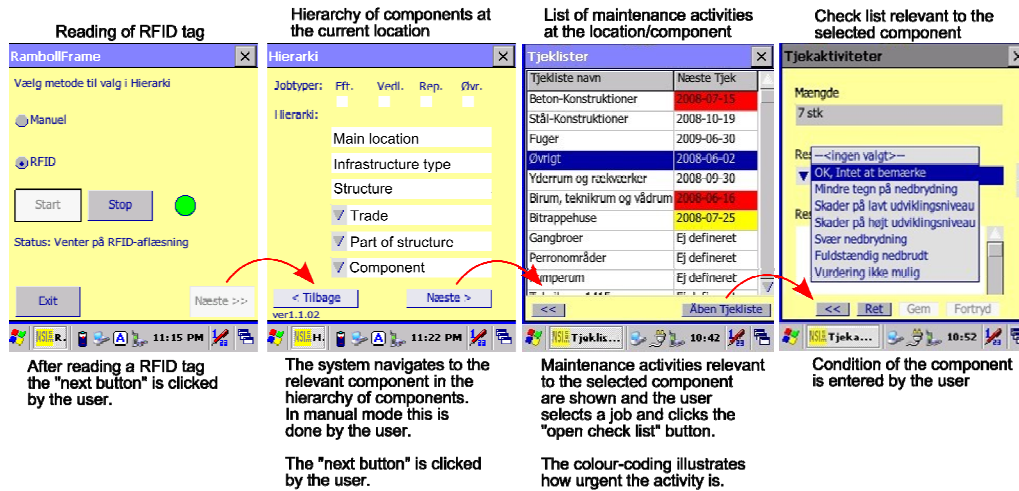 Reading of RFID tag
RambollFrame
Vælg metode til valg i Hierarki
Manuel
RFID
Start
Stop
Status: Venter på RFID-aflæsning
Exit
Næste >>
NSIE R.
11:15 PM
After reading a RFID tag
the "next button" is clicked
by the user.
Hierarchy of components at
the current location
Hierarki
Jobtyper: Fft. Vedl. Rep. Øvr.
Hierarki:
Main location
Infrastructure type
Structure
Trade
Part of structure
Component
< Tilbage
Næste >
ver1.1.02
NSIE H.
11:22 PM
The system navigates to the
relevant component in the
hierarchy of components.
In manual mode this is
done by the user.
The "next button" is clicked
by the user.
List of maintenance activities
at the location/component
Tjeklister
Tjekliste navn Næste Tjek
Beton-Konstruktioner 2008-07-15
Stål-Konstruktioner 2008-10-19
Fuger 2009-06-30
Øvrigt 2008-06-02
Yderrum og rækværker 2008-09-30
Birum, teknikrum og vådrum 2008-06-16
Bitrappehuse 2008-07-25
Gangbroer Ej defineret
Perronområder Ej defineret
Pumperum Ej defineret
<<
Åben Tjekliste
NSIE Tjeklis...
10:42
Maintenance activities relevant
to the selected component
are shown and the user
selects a job and clicks the
"open check list" button.
The colour-coding illustrates
how urgent the activity is.
Check list relevant to the
selected component
Tjekaktiviteter
Mængde
7 stk
Res
--<ingen valgt>--
OK, Intet at bemærke
Mindre tegn på nedbrydning
Skader på lavt udviklingsniveau
Skader på højt udviklingsniveau
Svær nedbrydning
Fuldstændig nedbrudt
Vurdering ikke mulig
Res
<<
Ret
Gem
Fortryd
NSIE Tjeka...
10:52
Condition of the component
is entered by the user